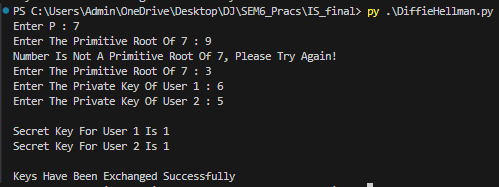 PS C:\Users\Admin\OneDrive\Desktop\DJ\SEM6_Pracs\IS_final> py .\DiffieHellman.py
Enter P : 7
Enter The Primitive Root Of 7 : 9
Number Is Not A Primitive Root Of 7, Please Try Again!
Enter The Primitive Root Of 7 : 3
Enter The Private Key Of User 1 : 6
Enter The Private Key Of User 2 : 5
Secret Key For User 1 Is 1
Secret Key For User 2 Is 1
Keys Have Been Exchanged Successfully